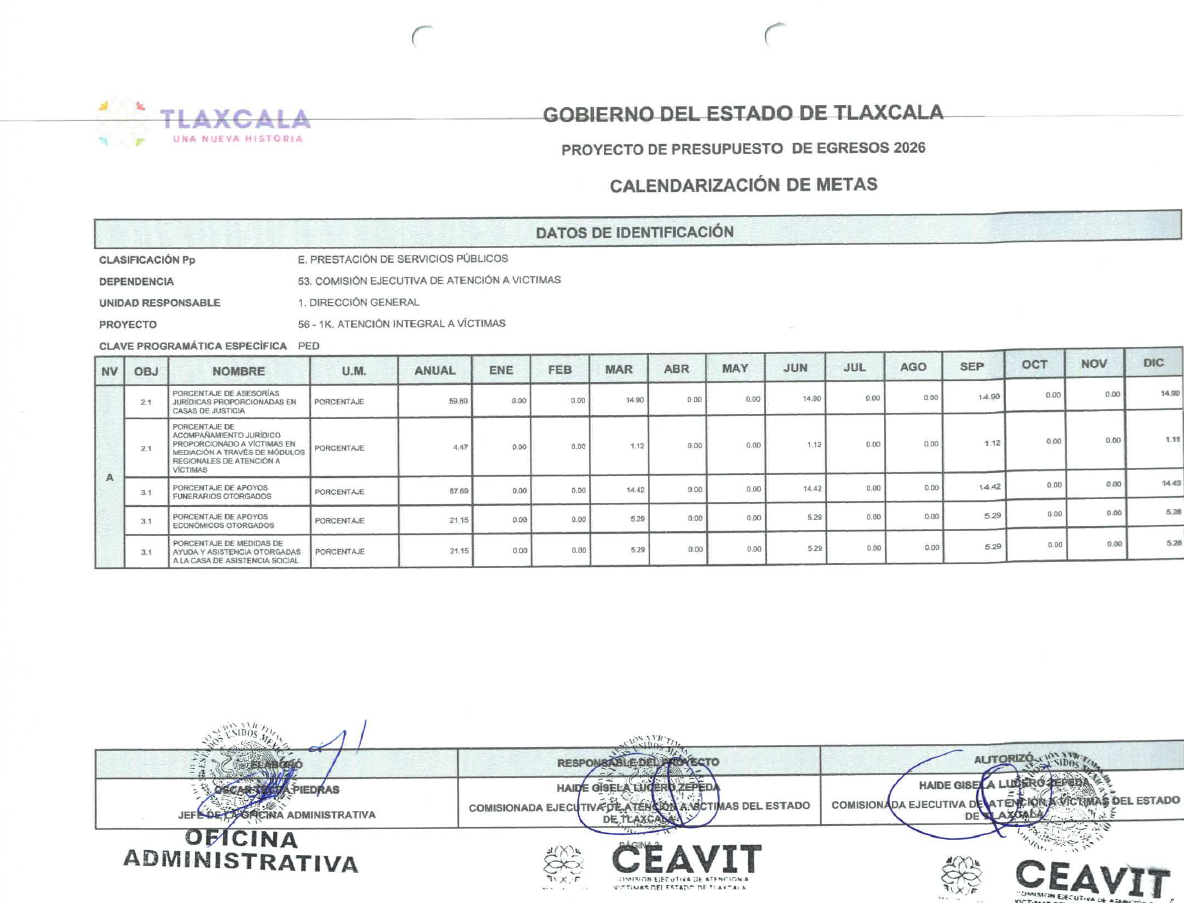 TLAXCALA
UNA NUEVA HISTORIA
GOBIERNO DEL ESTADO DE TLAXCALA
PROYECTO DE PRESUPUESTO DE EGRESOS 2026
CALENDARIZACIÓN DE METAS
DATOS DE IDENTIFICACIÓN
CLASIFICACIÓN Pp E. PRESTACIÓN DE SERVICIOS PÚBLICOS
DEPENDENCIA 53. COMISIÓN EJECUTIVA DE ATENCIÓN A VICTIMAS
UNIDAD RESPONSABLE 1. DIRECCIÓN GENERAL
PROYECTO 56 - 1K. ATENCIÓN INTEGRAL A VÍCTIMAS
CLAVE PROGRAMÁTICA ESPECÍFICA PED
NV OBJ NOMBRE U.M. ANUAL ENE FEB MAR ABR MAY JUN JUL AGO SEP OCT NOV DIC
A
PORCENTAJE DE ASESORÍAS
2.1 JURÍDICAS PROPORCIONADAS EN PORCENTAJE 59.60 0.00 0.00 14.90 0.00 0.00 14.90 0.00 0.00 14.90 0.00 0.00 14.90
CASAS DE JUSTICIA
PORCENTAJE DE
ACOMPAÑAMIENTO JURÍDICO
PROPORCIONADO A VÍCTIMAS EN
2.1 MEDIACIÓN A TRAVÉS DE MÓDULOS PORCENTAJE 4.47 0.00 0.00 1.12 0.00 0.00 1.12 0.00 0.00 1.12 0.00 0.00 1.11
REGIONALES DE ATENCIÓN A
VÍCTIMAS
3.1 PORCENTAJE DE APOYOS PORCENTAJE 57.69 0.00 0.00 14.42 0.00 0.00 14.42 0.00 0.00 14.42 0.00 0.00 14.43
FUNERARIOS OTORGADOS
3.1 PORCENTAJE DE APOYOS PORCENTAJE 21.15 0.00 0.00 5.29 0.00 0.00 5.29 0.00 0.00 5.29 0.00 0.00 5.28
ECONÓMICOS OTORGADOS
PORCENTAJE DE MEDIDAS DE
3.1 AYUDA Y ASISTENCIA OTORGADAS PORCENTAJE 21.15 0.00 0.00 5.29 0.00 0.00 5.29 0.00 0.00 5.29 0.00 0.00 5.28
A LA CASA DE ASISTENCIA SOCIAL
ELABORÓ
OSCAR PIEDRAS
JEFE DE LA OFICINA ADMINISTRATIVA
RESPONSABLE DEL PROYECTO
HAIDE GISELA LUCERO ZEPEDA
COMISIONADA EJECUTIVA DE ATENCIÓN A VICTIMAS DEL ESTADO
DE TLAXCALA
AUTORIZÓ
HAIDE GISELA LUCERO ZEPEDA
COMISIONADA EJECUTIVA DE ATENCIÓN A VICTIMAS DEL ESTADO
DE TLAXCALA
OFICINA
ADMINISTRATIVA
CEAVIT
COMISIÓN EJECUTIVA DE ATENCIÓN A
VÍCTIMAS DEL ESTADO DE TLAXCALA
CEAVIT
COMISIÓN EJECUTIVA DE